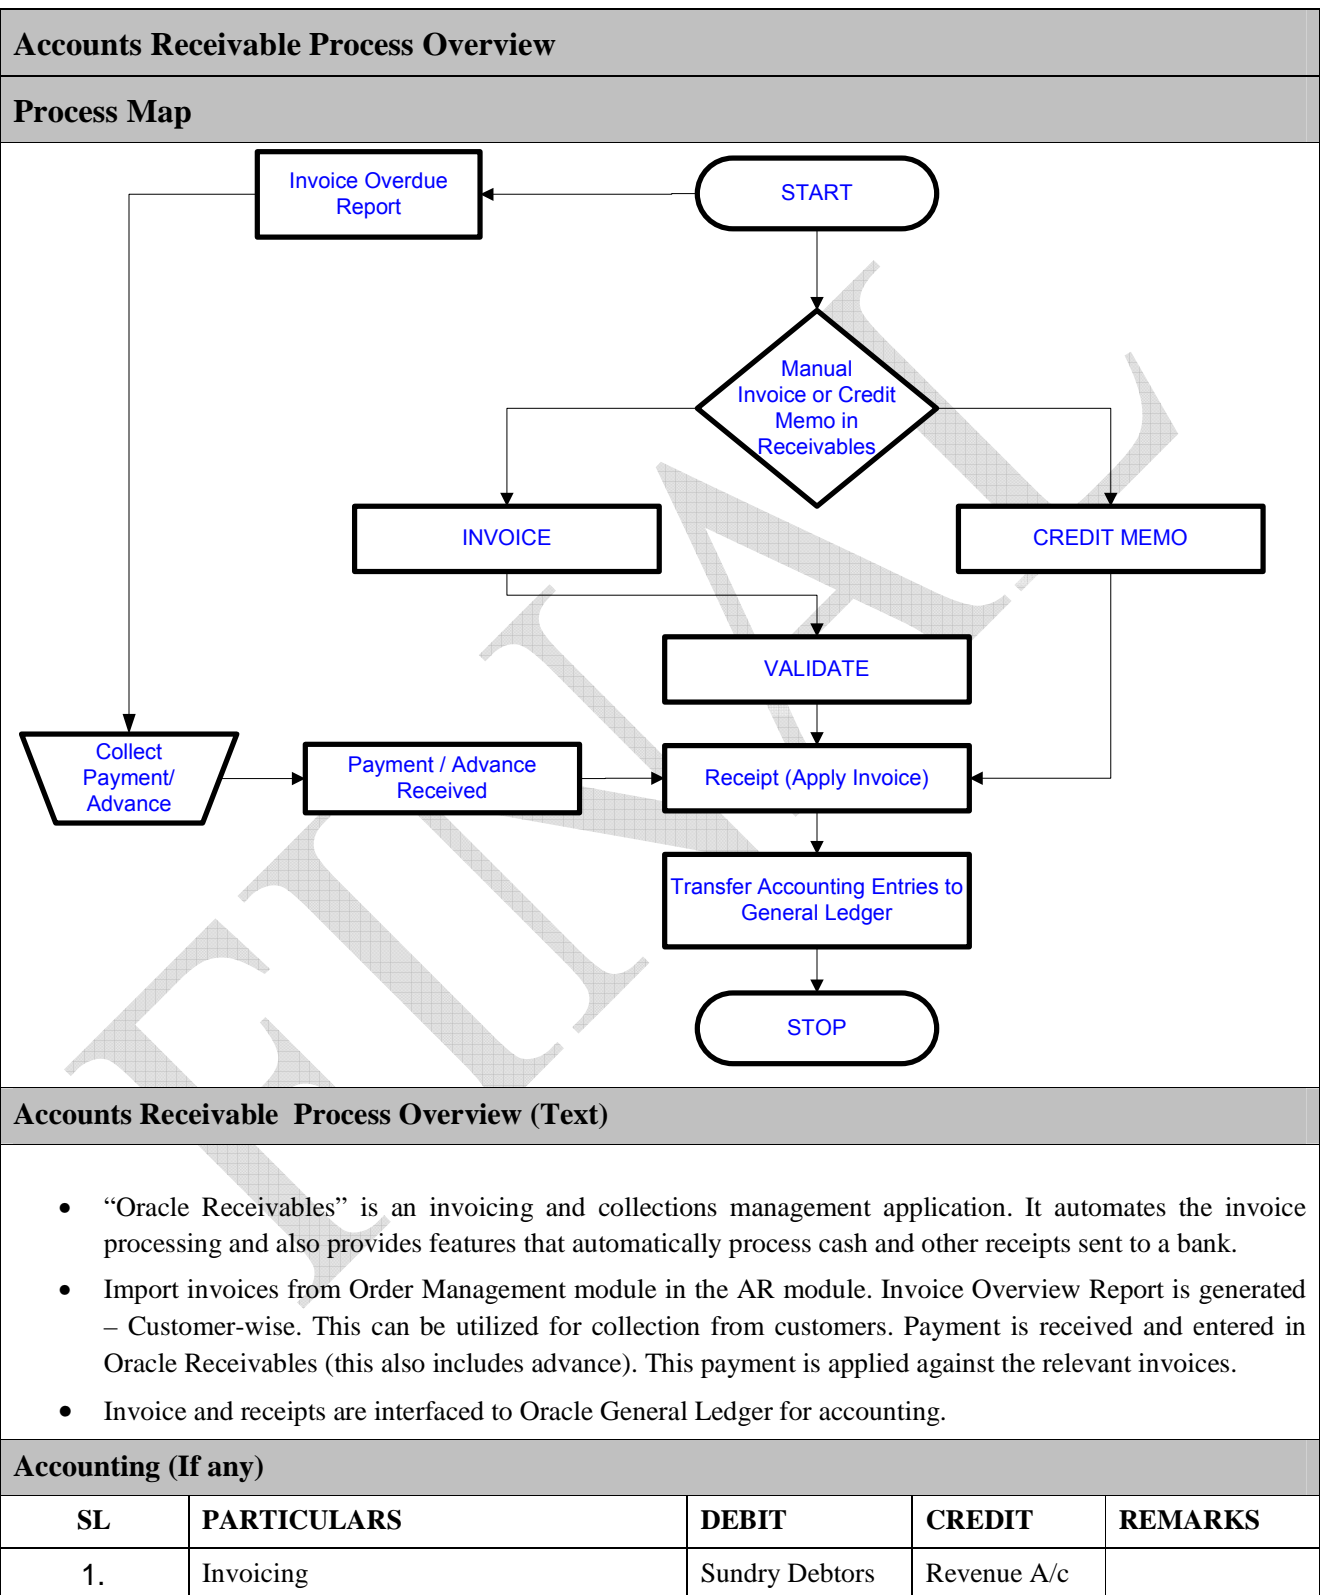 Accounts Receivable Process Overview
Process Map
Invoice Overdue
Report
START
Manual
Invoice or Credit
Memo in
Receivables
INVOICE
CREDIT MEMO
VALIDATE
Collect
Payment/
Advance
Payment / Advance
Received
Receipt (Apply Invoice)
Transfer Accounting Entries to
General Ledger
STOP
FINAL
Accounts Receivable Process Overview (Text)
• “Oracle Receivables” is an invoicing and collections management application. It automates the invoice
processing and also provides features that automatically process cash and other receipts sent to a bank.
• Import invoices from Order Management module in the AR module. Invoice Overview Report is generated
– Customer-wise. This can be utilized for collection from customers. Payment is received and entered in
Oracle Receivables (this also includes advance). This payment is applied against the relevant invoices.
• Invoice and receipts are interfaced to Oracle General Ledger for accounting.
Accounting (If any)
SL PARTICULARS DEBIT CREDIT REMARKS
1. Invoicing Sundry Debtors Revenue A/c